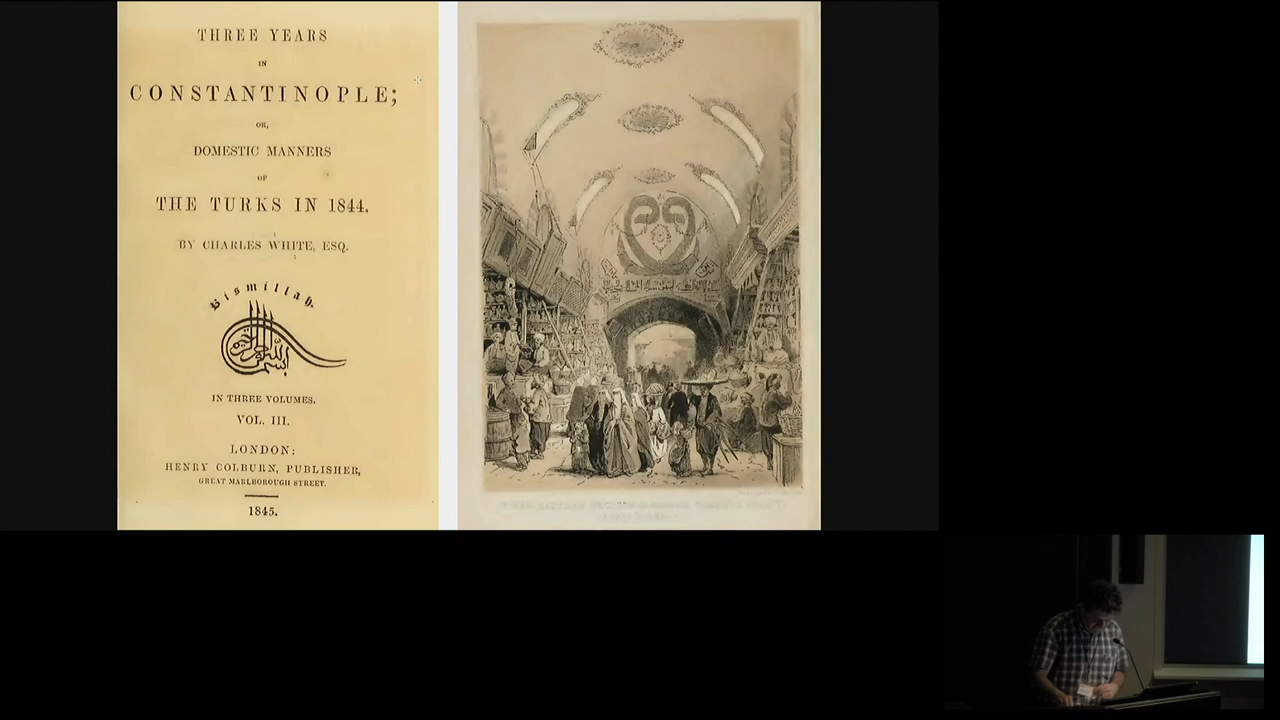 THREE YEARS
IN
CONSTANTINOPLE;
OR,
DOMESTIC MANNERS
OF
THE TURKS IN 1844.
BY CHARLES WHITE, ESQ.
Bismillah.
IN THREE VOLUMES.
VOL. III.
LONDON:
HENRY COLBURN, PUBLISHER,
GREAT MARLBOROUGH STREET.
1845.